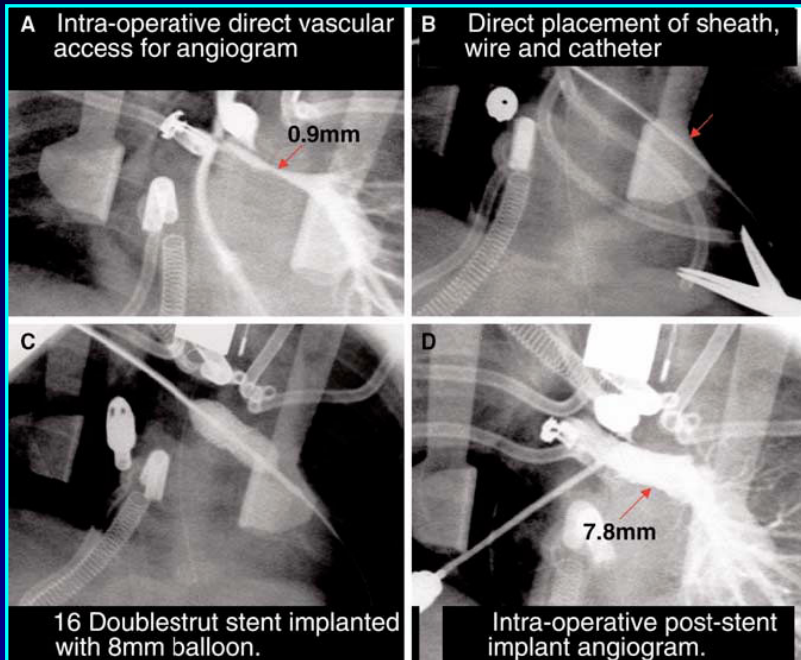 A Intra-operative direct vascular
access for angiogram
0.9mm
B Direct placement of sheath,
wire and catheter
C
16 Doublestrut stent implanted
with 8mm balloon.
D
7.8mm
Intra-operative post-stent
implant angiogram.